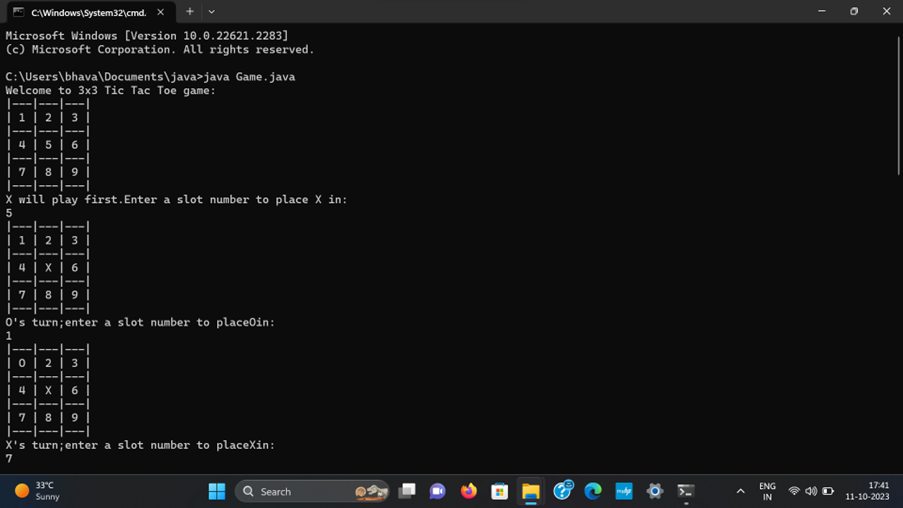 C:\Windows\System32\cmd.
Microsoft Windows [Version 10.0.22621.2283]
(c) Microsoft Corporation. All rights reserved.
C:\Users\bhava\Documents\java>java Game.java
Welcome to 3x3 Tic Tac Toe game:
|---|---|---|
| 1 | 2 | 3 |
|---|---|---|
| 4 | 5 | 6 |
|---|---|---|
| 7 | 8 | 9 |
|---|---|---|
X will play first.Enter a slot number to place X in:
5
|---|---|---|
| 1 | 2 | 3 |
|---|---|---|
| 4 | X | 6 |
|---|---|---|
| 7 | 8 | 9 |
|---|---|---|
O's turn;enter a slot number to placeOin:
1
|---|---|---|
| O | 2 | 3 |
|---|---|---|
| 4 | X | 6 |
|---|---|---|
| 7 | 8 | 9 |
|---|---|---|
X's turn;enter a slot number to placeXin:
7
33°C
Sunny
Search
ENG
IN
17:41
11-10-2023